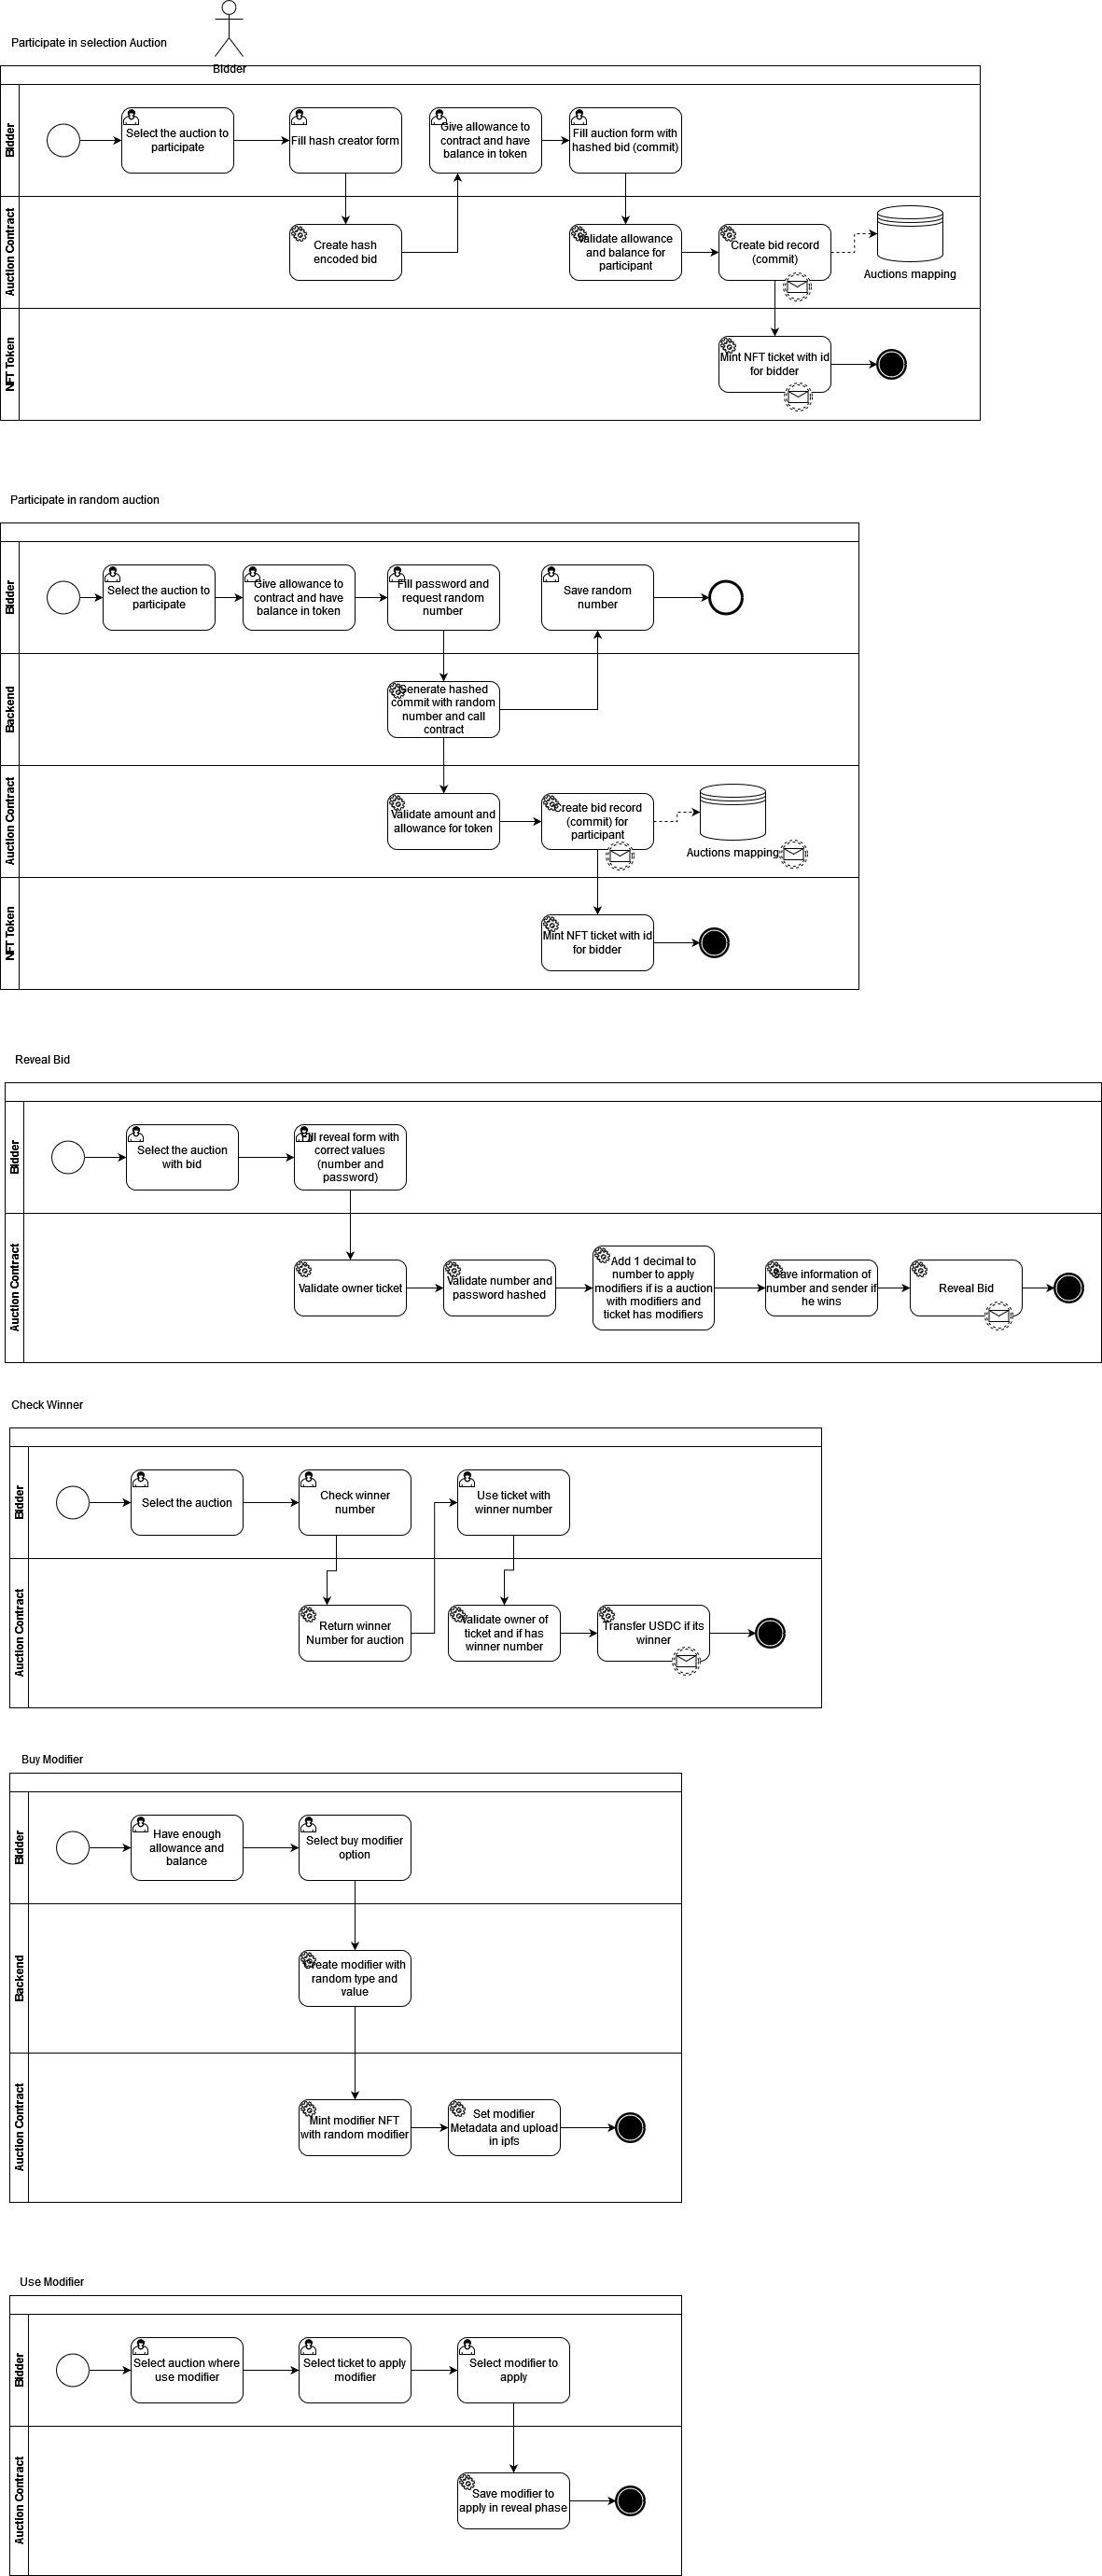 Participate in selection Auction
Bidder
Bidder
Select the auction to
participate
Fill hash creator form
Give allowance to
contract and have
balance in token
Fill auction form with
hashed bid (commit)
Auction Contract
Create hash
encoded bid
Validate allowance
and balance for
participant
Create bid record
(commit)
Auctions mapping
NFT Token
Mint NFT ticket with id
for bidder
Participate in random auction
Bidder
Select the auction to
participate
Give allowance to
contract and have
balance in token
Fill password and
request random
number
Save random
number
Backend
Generate hashed
commit with random
number and call
contract
Auction Contract
Validate amount and
allowance for token
Create bid record
(commit) for
participant
Auctions mapping
NFT Token
Mint NFT ticket with id
for bidder
Reveal Bid
Bidder
Select the auction
with bid
Fill reveal form with
correct values
(number and
password)
Auction Contract
Validate owner ticket
Validate number and
password hashed
Add 1 decimal to
number to apply
modifiers if is a auction
with modifiers and
ticket has modifiers
Save information of
number and sender if
he wins
Reveal Bid
Check Winner
Bidder
Select the auction
Check winner
number
Use ticket with
winner number
Auction Contract
Return winner
Number for auction
Validate owner of
ticket and if has
winner number
Transfer USDC if its
winner
Buy Modifier
Bidder
Have enough
allowance and
balance
Select buy modifier
option
Backend
Create modifier with
random type and
value
Auction Contract
Mint modifier NFT
with random modifier
Set modifier
Metadata and upload
in ipfs
Use Modifier
Bidder
Select auction where
use modifier
Select ticket to apply
modifier
Select modifier to
apply
Auction Contract
Save modifier to
apply in reveal phase